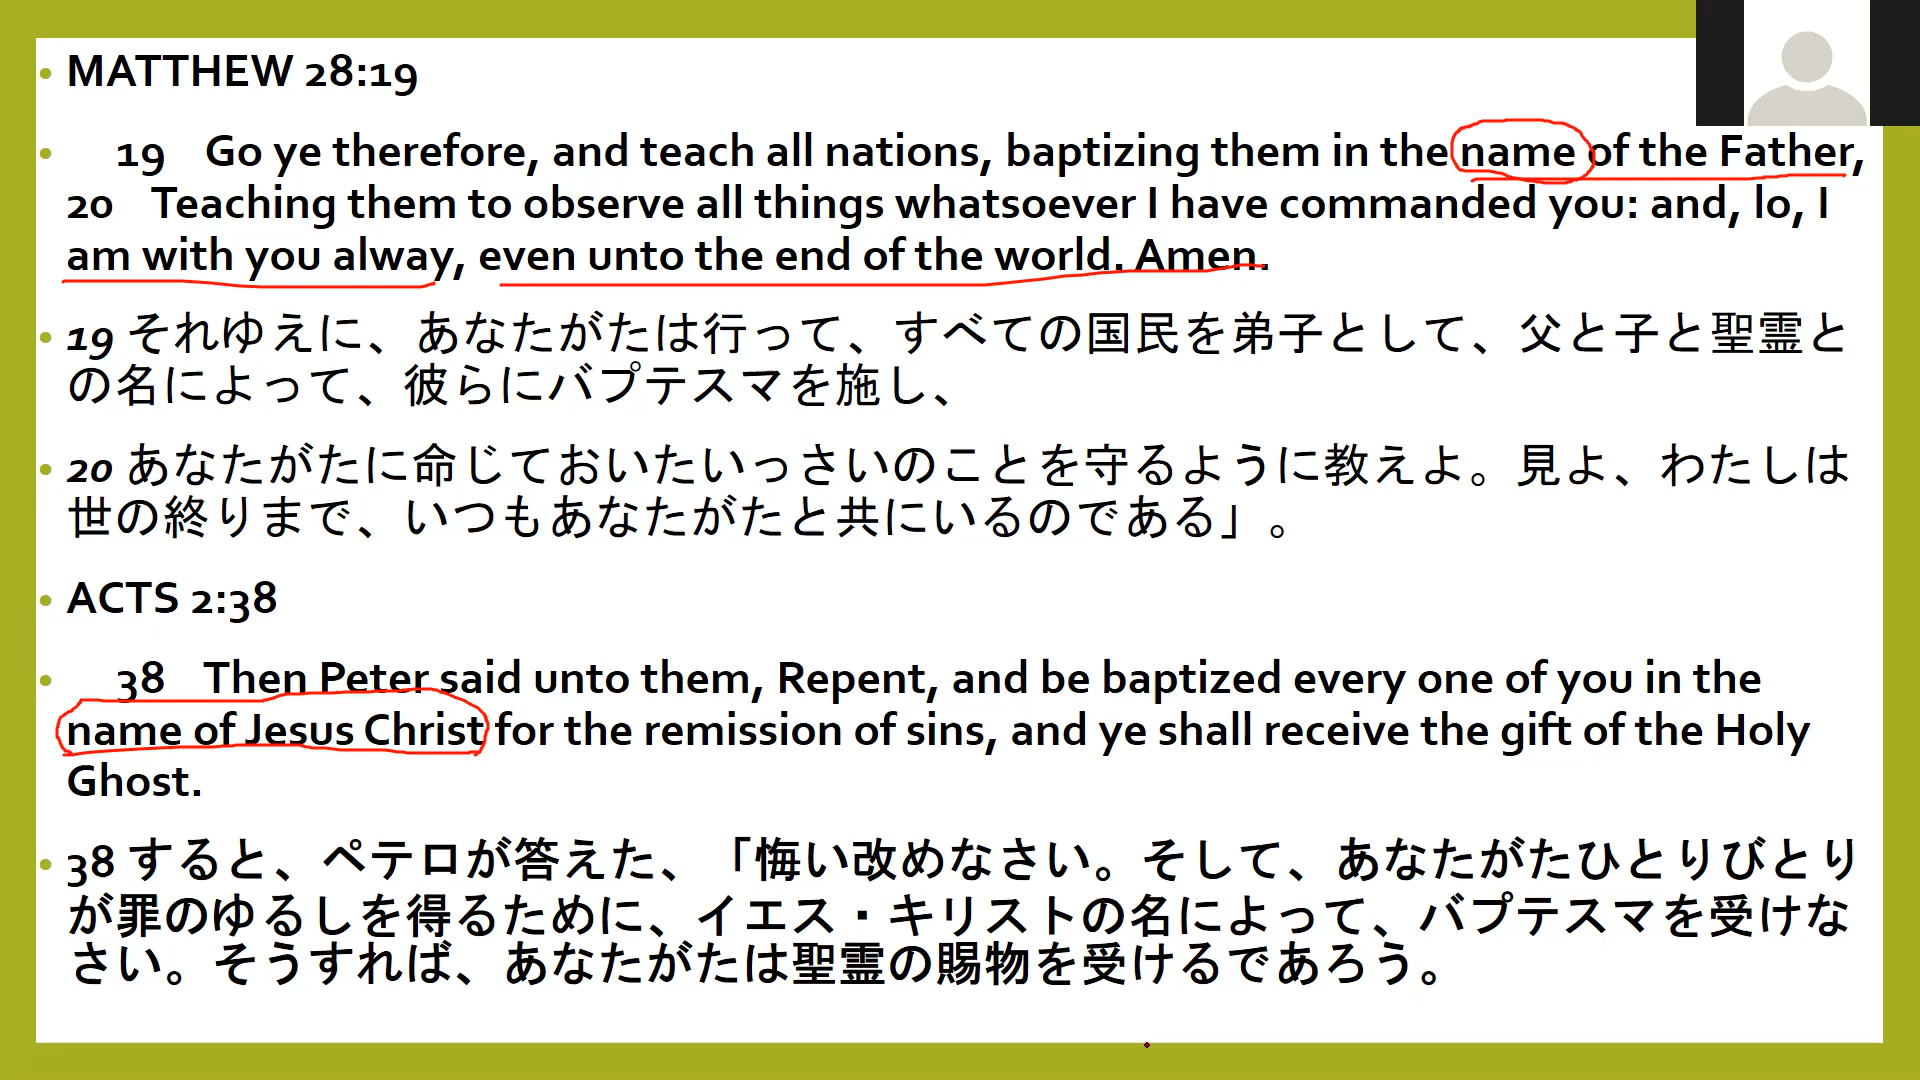 • MATTHEW 28:19
• 19 Go ye therefore, and teach all nations, baptizing them in the name of the Father,
20 Teaching them to observe all things whatsoever I have commanded you: and, lo, I
am with you alway, even unto the end of the world. Amen.
• 19 それゆえに、あなたがたは行って、すべての国民を弟子として、父と子と聖霊と
の名によって、彼らにバプテスマを施し、
• 20 あなたがたに命じておいたいっさいのことを守るように教えよ。見よ、わたしは
世の終りまで、いつもあなたがたと共にいるのである」。
• ACTS 2:38
• 38 Then Peter said unto them, Repent, and be baptized every one of you in the
name of Jesus Christ for the remission of sins, and ye shall receive the gift of the Holy
Ghost.
• 38 すると、ペテロが答えた、「悔い改めなさい。そして、あなたがたひとりびとり
が罪のゆるしを得るために、イエス・キリストの名によって、バプテスマを受けな
さい。そうすれば、あなたがたは聖霊の賜物を受けるであろう。